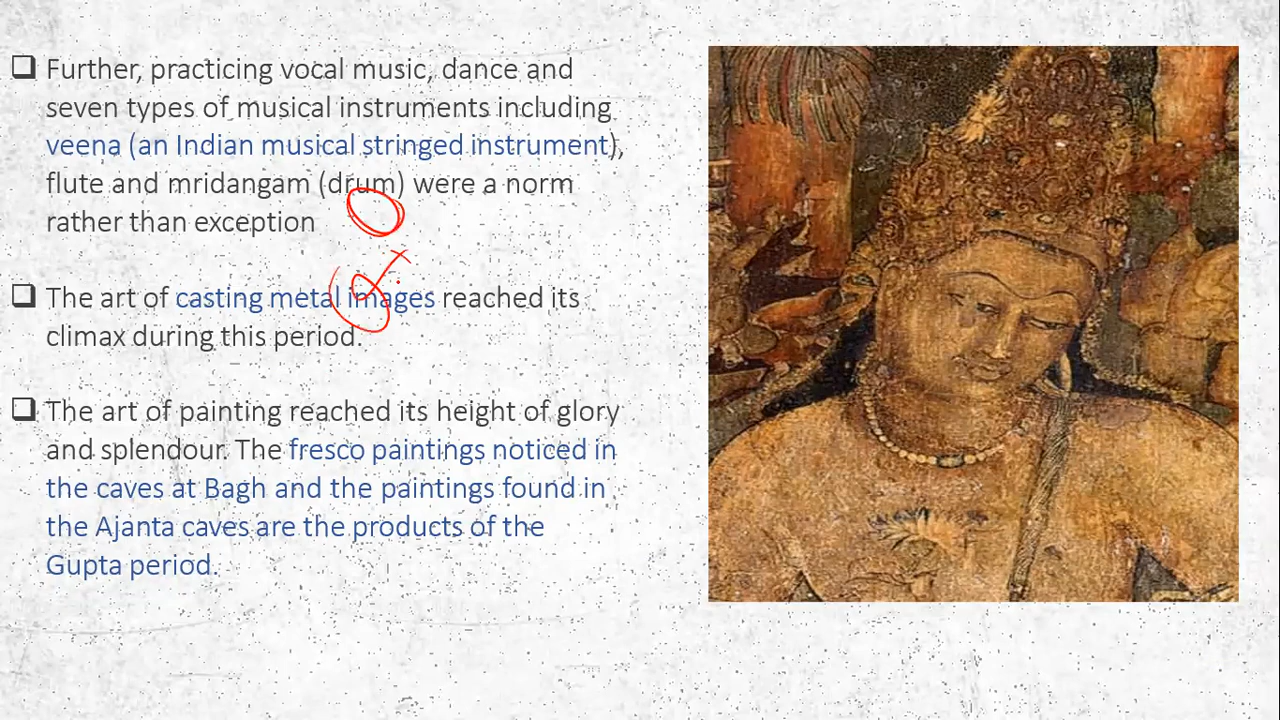 Further, practicing vocal music, dance and
seven types of musical instruments including
veena (an Indian musical stringed instrument),
flute and mridangam (drum) were a norm
rather than exception
The art of casting metal images reached its
climax during this period.
The art of painting reached its height of glory
and splendour. The fresco paintings noticed in
the caves at Bagh and the paintings found in
the Ajanta caves are the products of the
Gupta period.